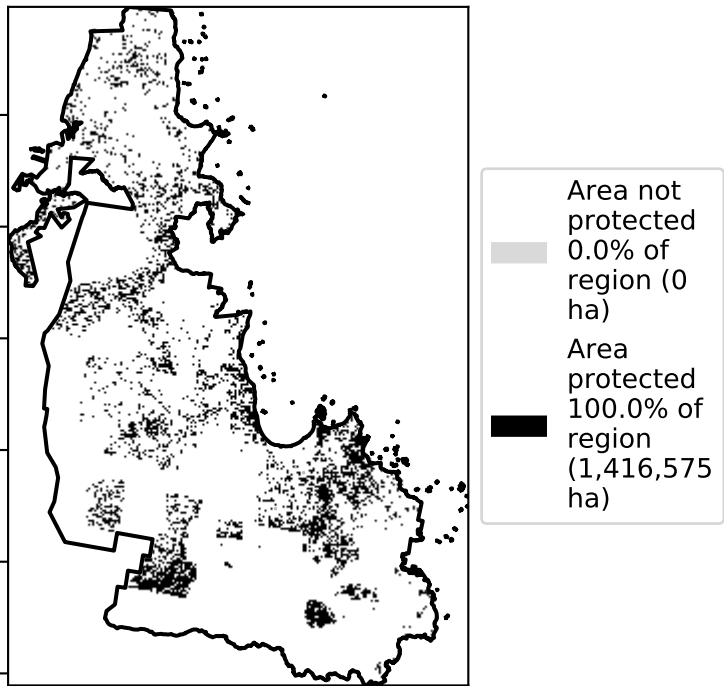 Area not
protected
0.0% of
region (0
ha)
Area
protected
100.0% of
region
(1,416,575
ha)